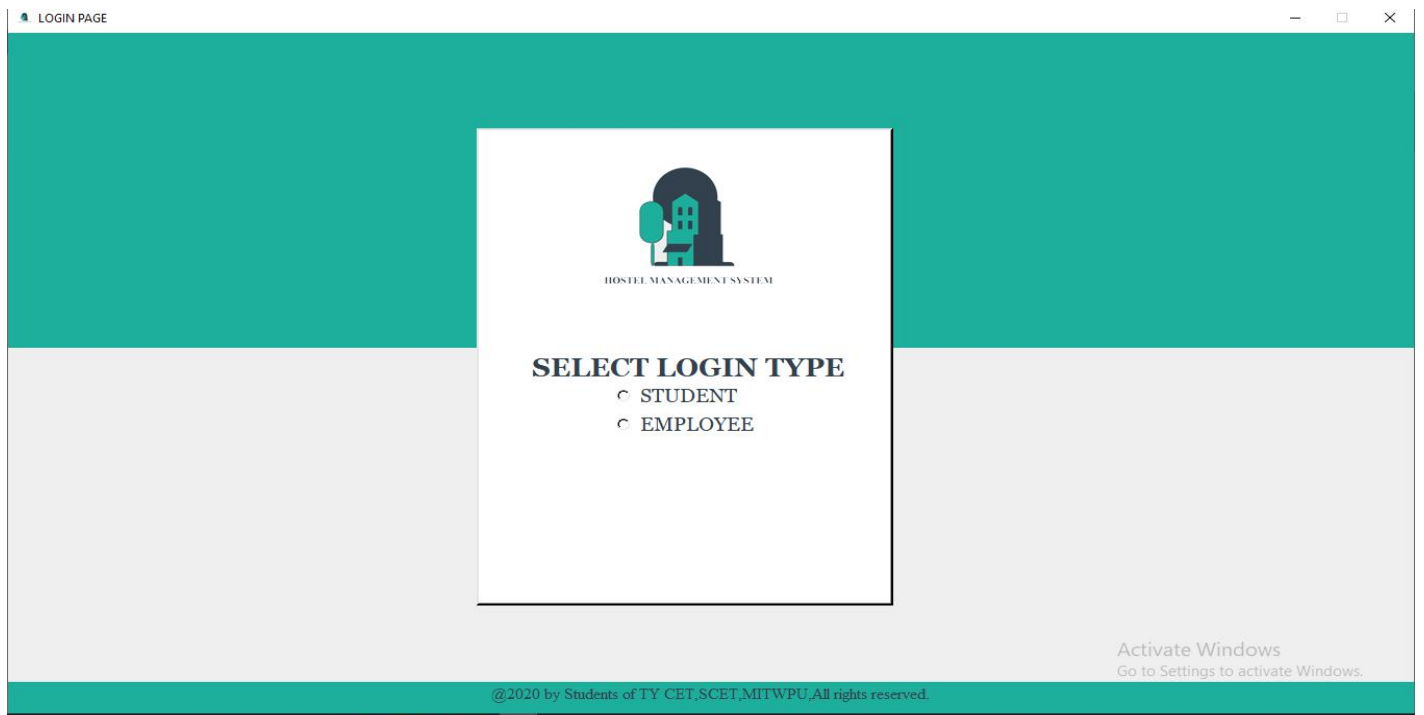 LOGIN PAGE
HOSTEL MANAGEMENT SYSTEM
SELECT LOGIN TYPE
STUDENT
EMPLOYEE
Activate Windows
Go to Settings to activate Windows.
@2020 by Students of TY CET,SCET,MITWPU,All rights reserved.